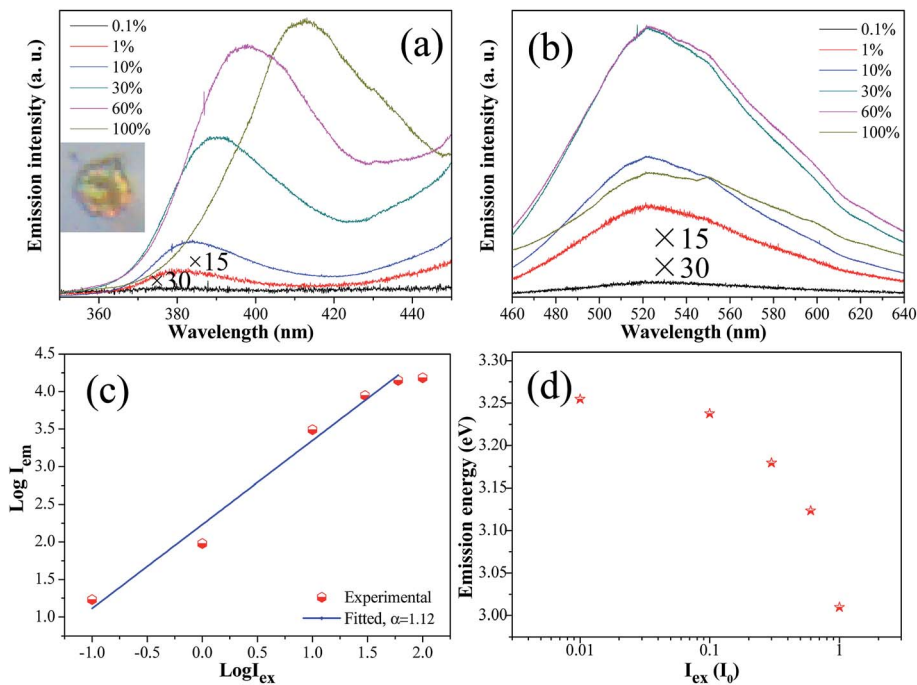 (a)
0.1%
1%
10%
30%
60%
100%
×15
×30
Emission intensity (a. u.)
360 380 400 420 440
Wavelength (nm)
(b)
0.1%
1%
10%
30%
60%
100%
×15
×30
Emission intensity (a. u.)
460 480 500 520 540 560 580 600 620 640
Wavelength (nm)
(c)
4.5
4.0
3.5
3.0
2.5
2.0
1.5
1.0
Log I_em
Experimental
Fitted, α=1.12
-1.0 -0.5 0.0 0.5 1.0 1.5 2.0
LogI_ex
(d)
3.30
3.25
3.20
3.15
3.10
3.05
3.00
Emission energy (eV)
0.01 0.1 1
I_ex (I_0)